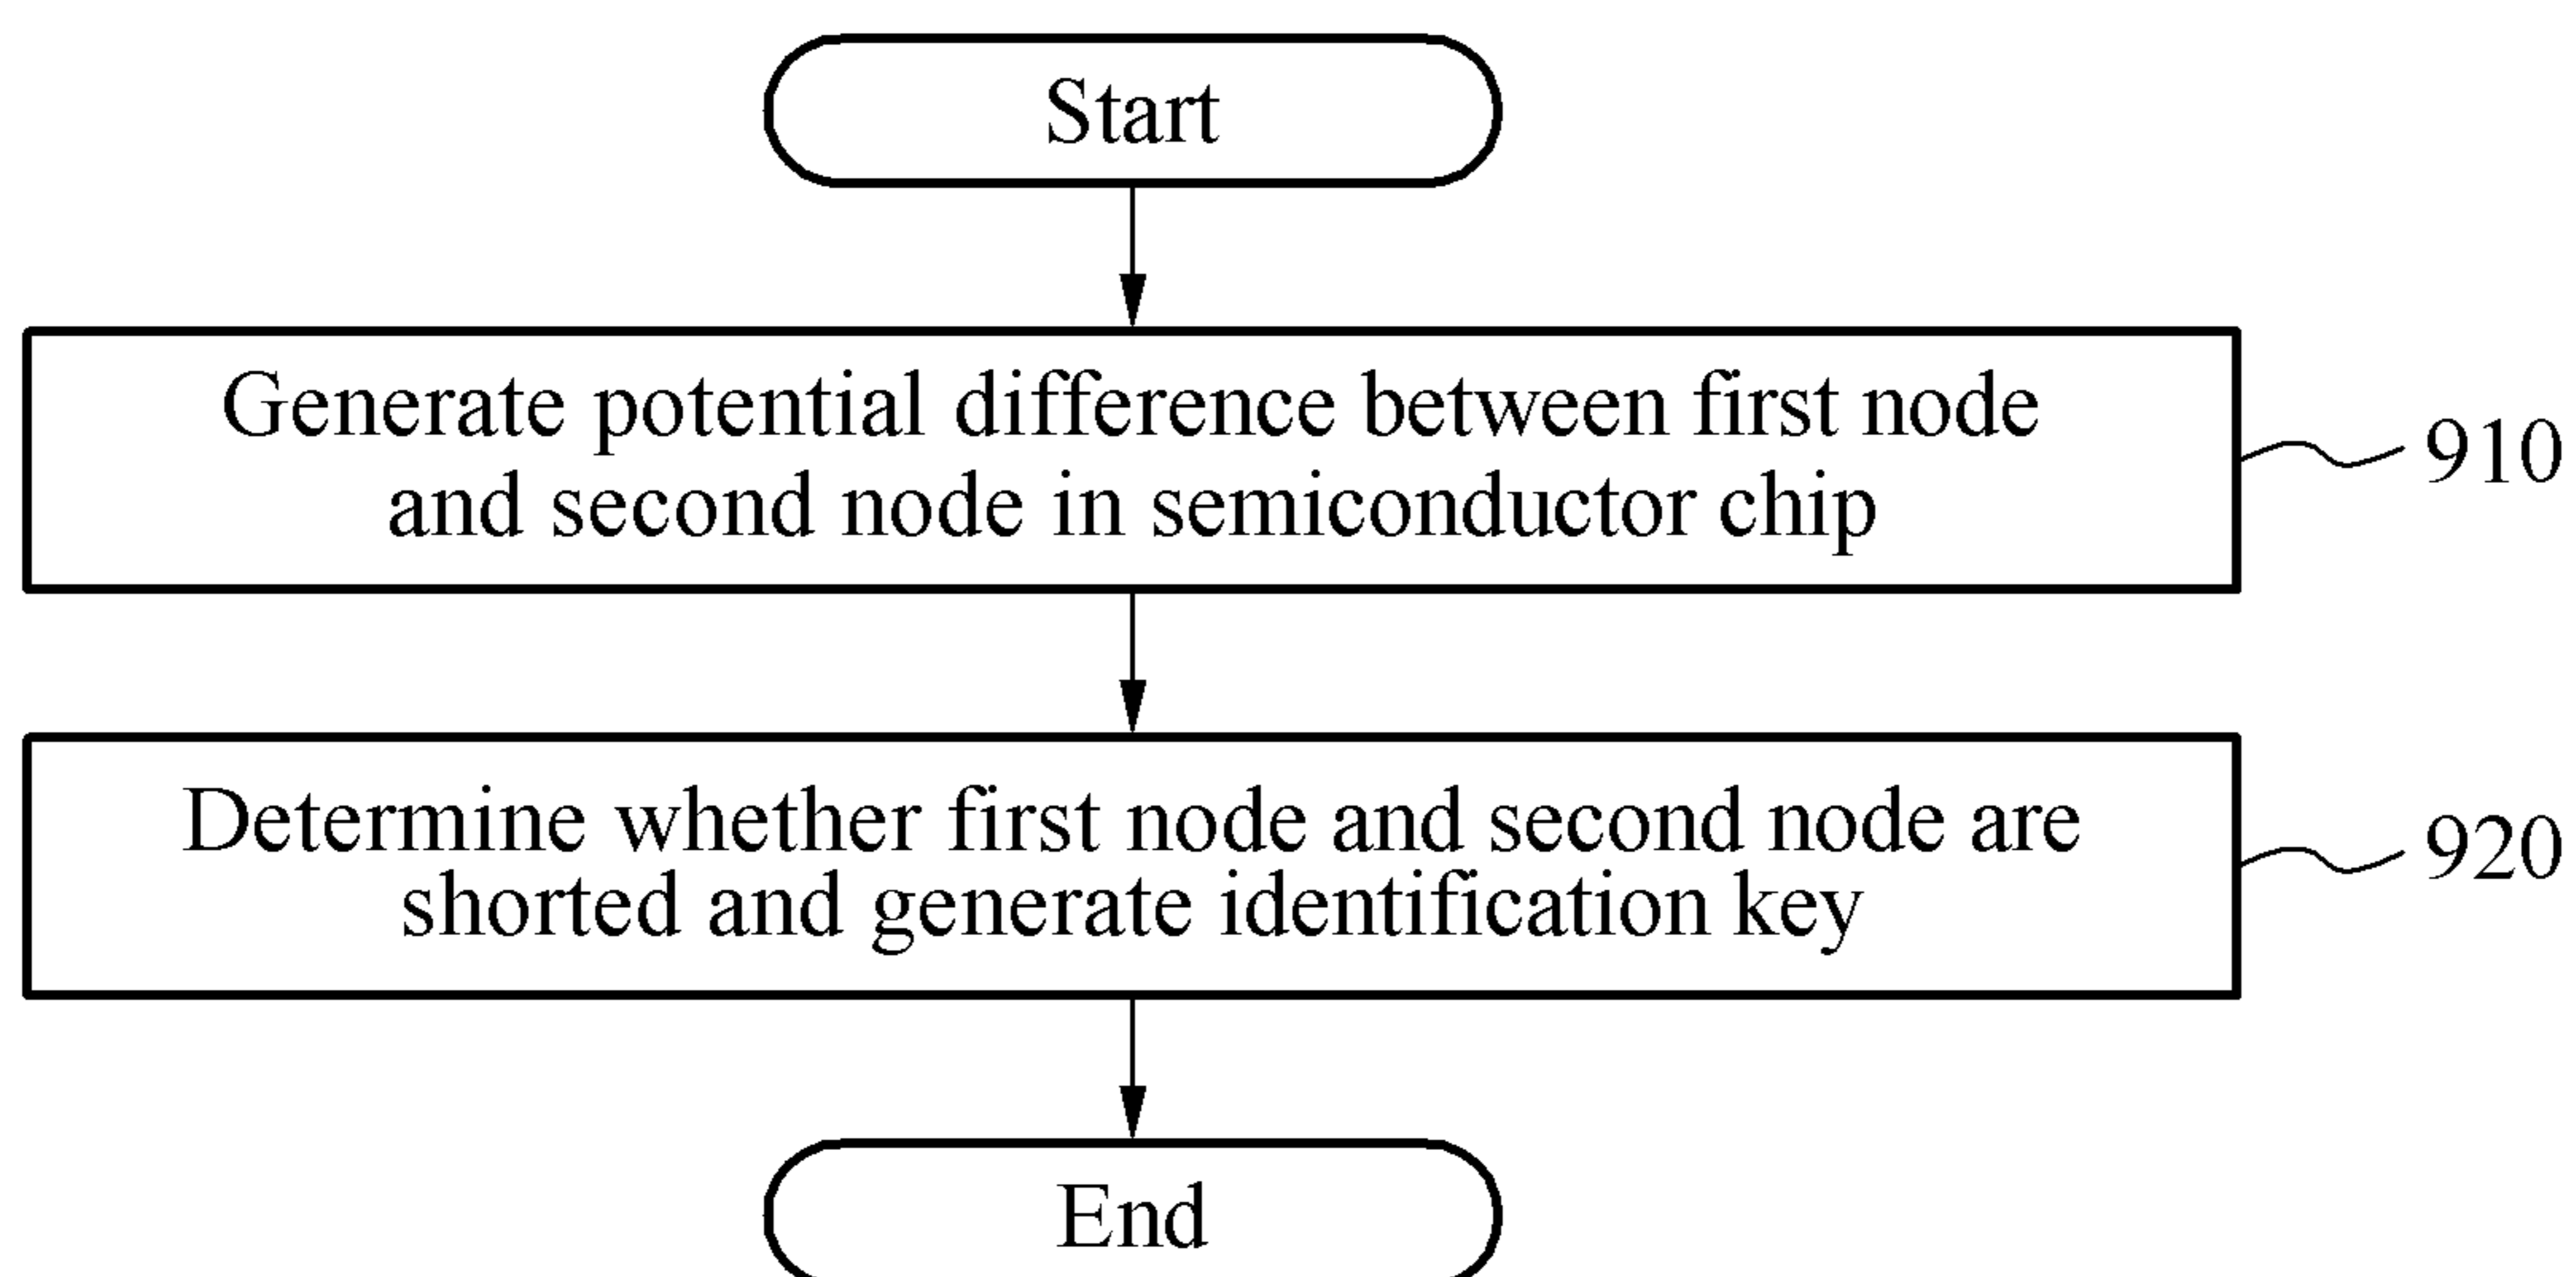 Start
Generate potential difference between first node
and second node in semiconductor chip
910
Determine whether first node and second node are
shorted and generate identification key
920
End